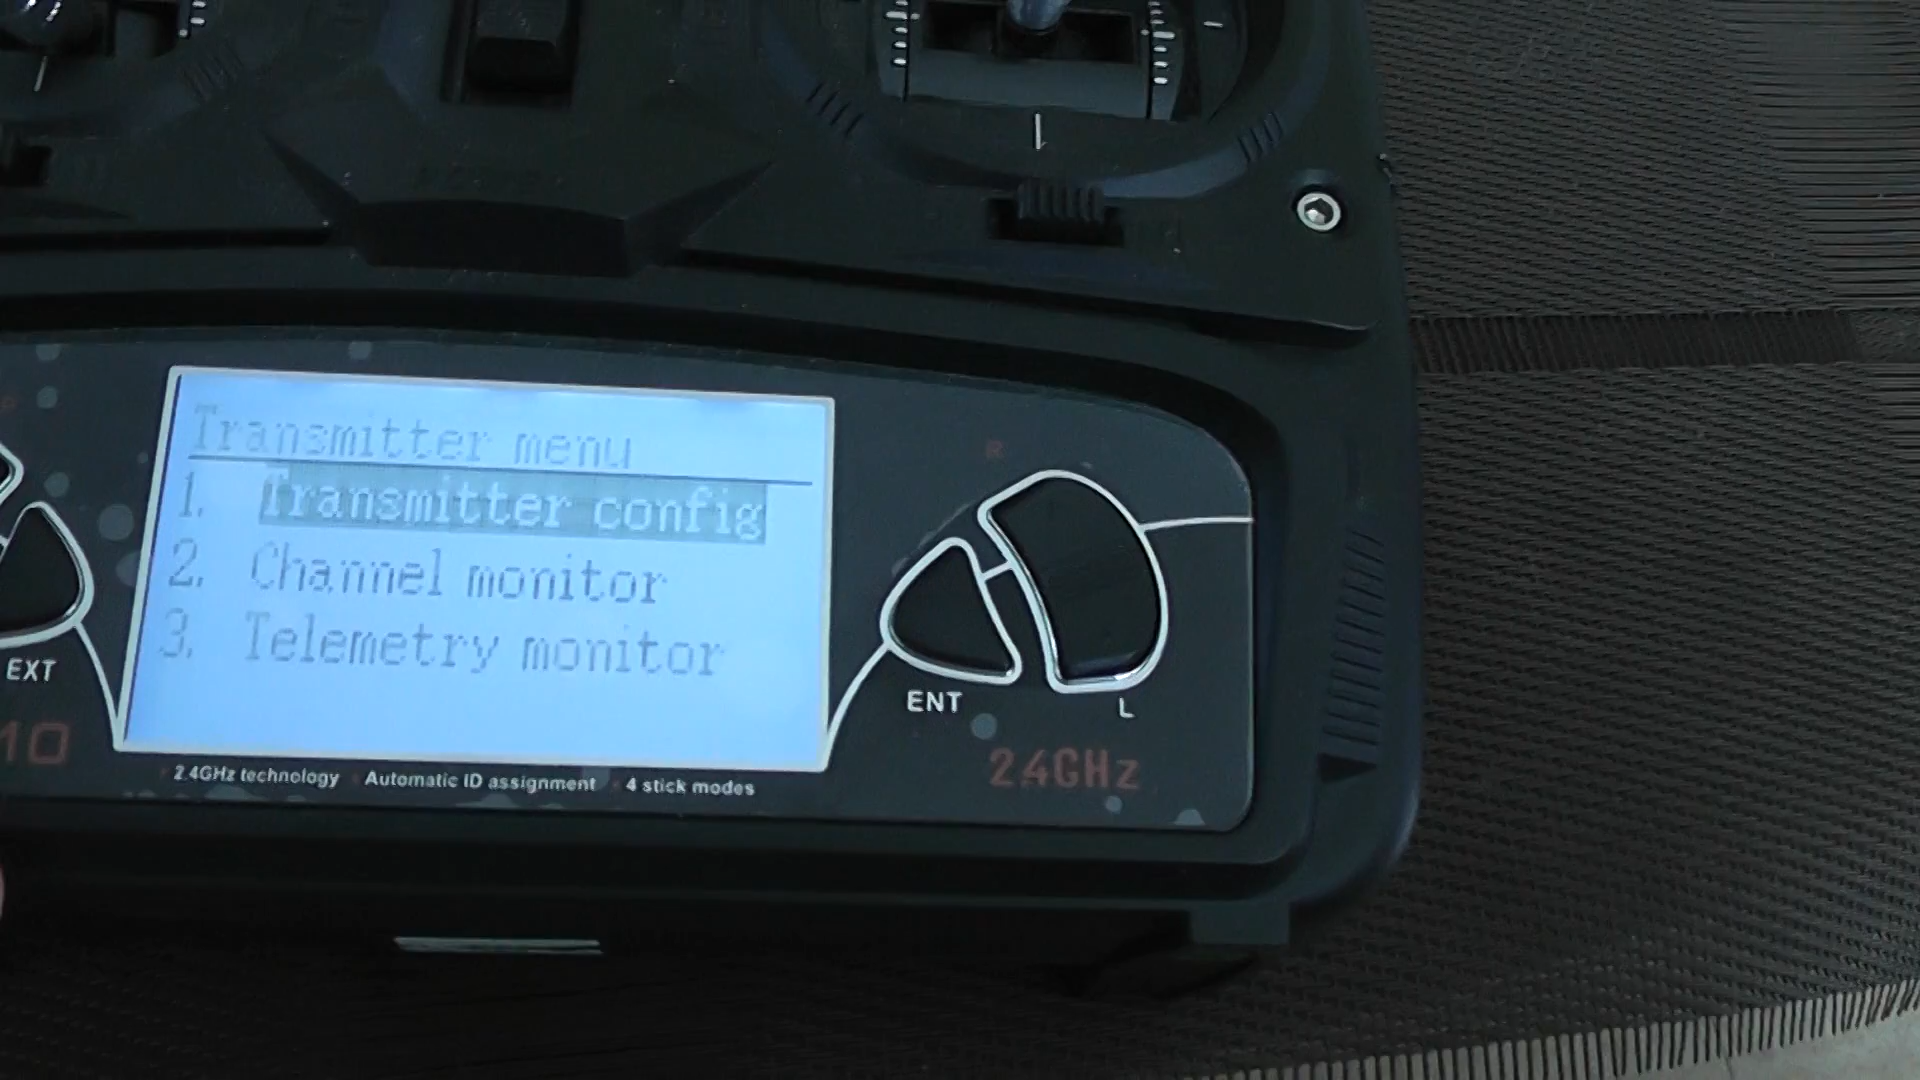 Transmitter menu
1. Transmitter config
2. Channel monitor
3. Telemetry monitor
R
EXT
ENT
L
10
2.4GHz
2.4GHz technology Automatic ID assignment 4 stick modes